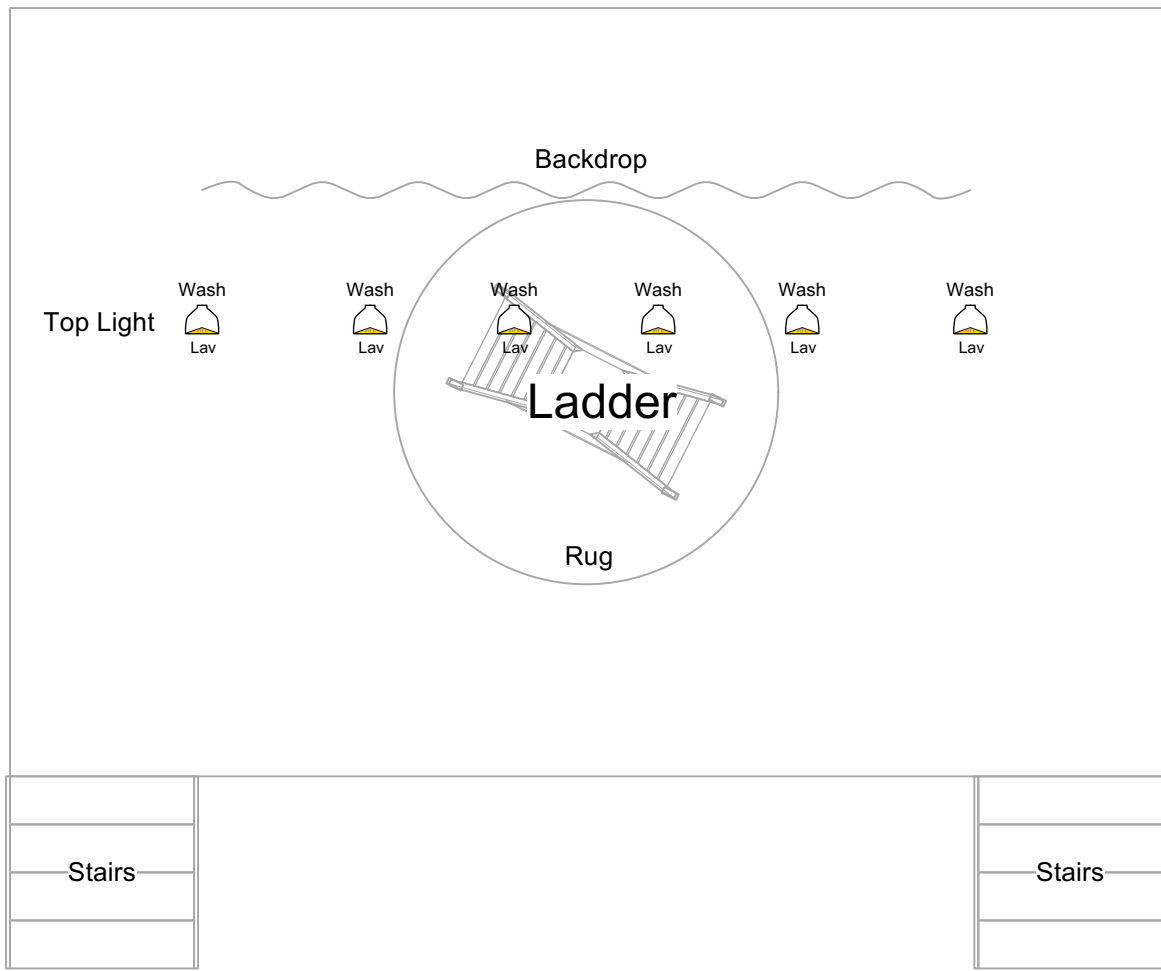 Backdrop
Wash Wash Wash Wash Wash Wash
Top Light
Lav Lav Lav Lav Lav Lav
Ladder
Rug
Stairs Stairs